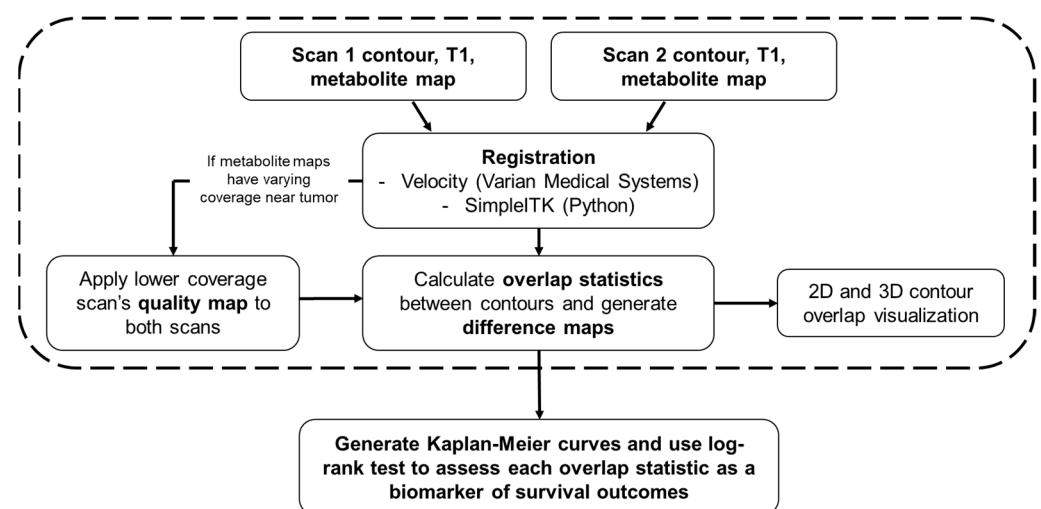 Scan 1 contour, T1,
metabolite map
Scan 2 contour, T1,
metabolite map
Registration
- Velocity (Varian Medical Systems)
- SimpleITK (Python)
If metabolite maps
have varying
coverage near tumor
Apply lower coverage
scan's quality map to
both scans
Calculate overlap statistics
between contours and generate
difference maps
2D and 3D contour
overlap visualization
Generate Kaplan-Meier curves and use log-
rank test to assess each overlap statistic as a
biomarker of survival outcomes